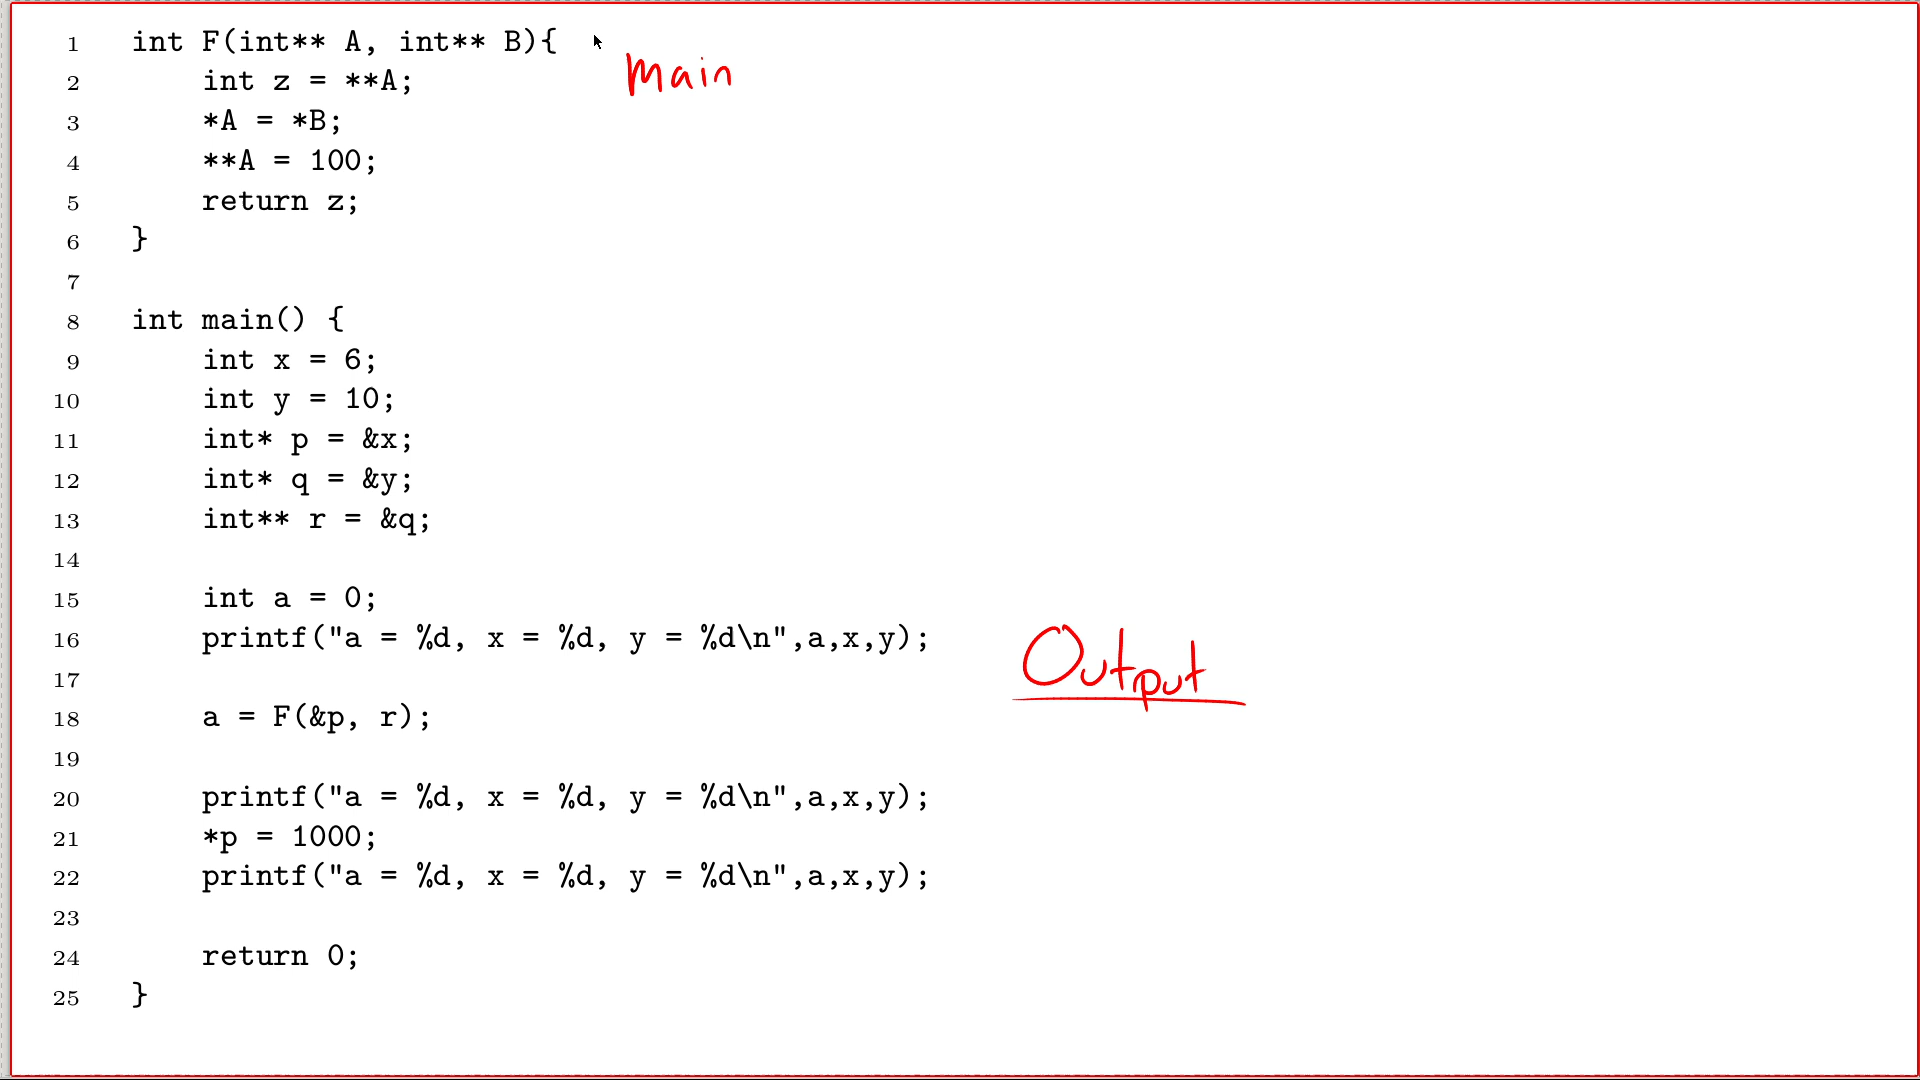 1 int F(int** A, int** B){
Main
2 int z = **A;
3 *A = *B;
4 **A = 100;
5 return z;
6 }
7
8 int main() {
9 int x = 6;
10 int y = 10;
11 int* p = &x;
12 int* q = &y;
13 int** r = &q;
14
15 int a = 0;
16 printf("a = %d, x = %d, y = %d\n",a,x,y);
Output
17
18 a = F(&p, r);
19
20 printf("a = %d, x = %d, y = %d\n",a,x,y);
21 *p = 1000;
22 printf("a = %d, x = %d, y = %d\n",a,x,y);
23
24 return 0;
25 }